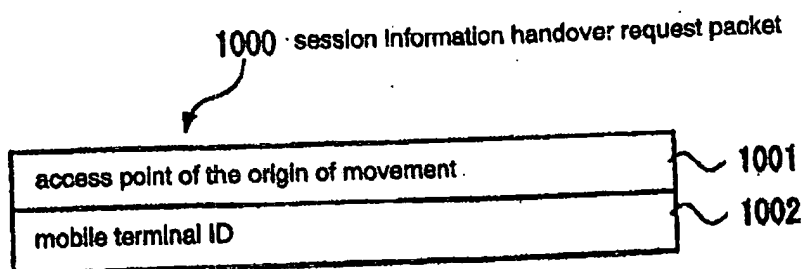 1000 session information handover request packet
access point of the origin of movement 1001
mobile terminal ID 1002